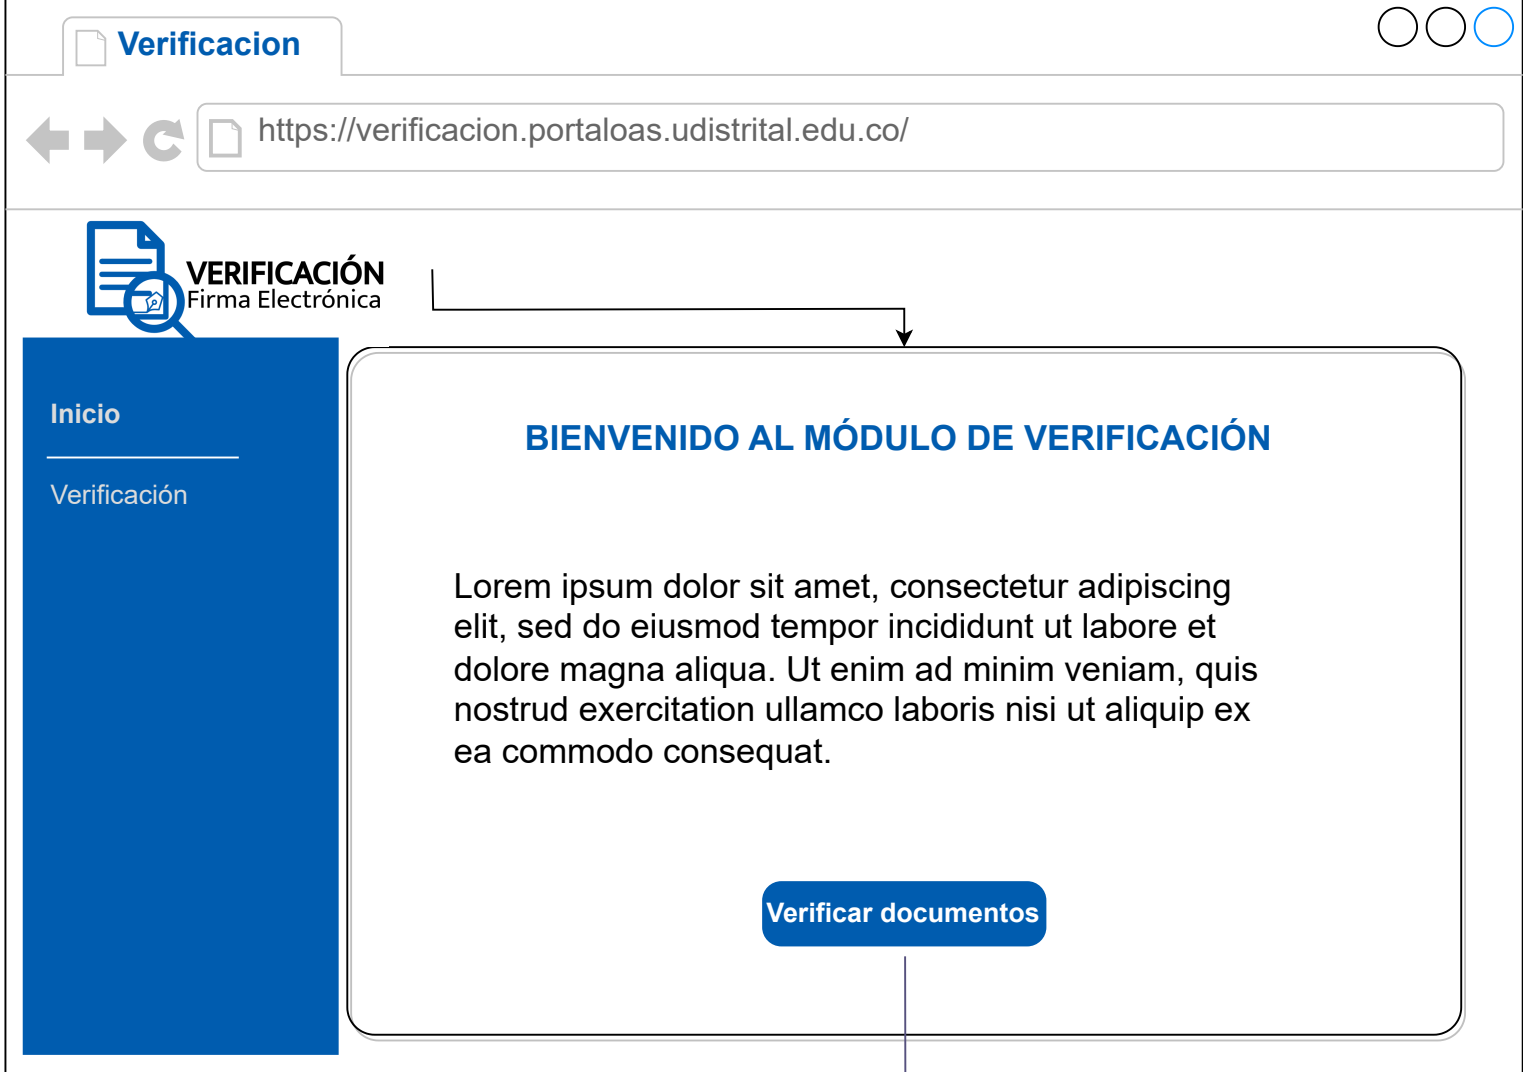 Verificacion
https://verificacion.portaloas.udistrital.edu.co/
VERIFICACIÓN
Firma Electrónica
Inicio
Verificación
BIENVENIDO AL MÓDULO DE VERIFICACIÓN
Lorem ipsum dolor sit amet, consectetur adipiscing
elit, sed do eiusmod tempor incididunt ut labore et
dolore magna aliqua. Ut enim ad minim veniam, quis
nostrud exercitation ullamco laboris nisi ut aliquip ex
ea commodo consequat.
Verificar documentos